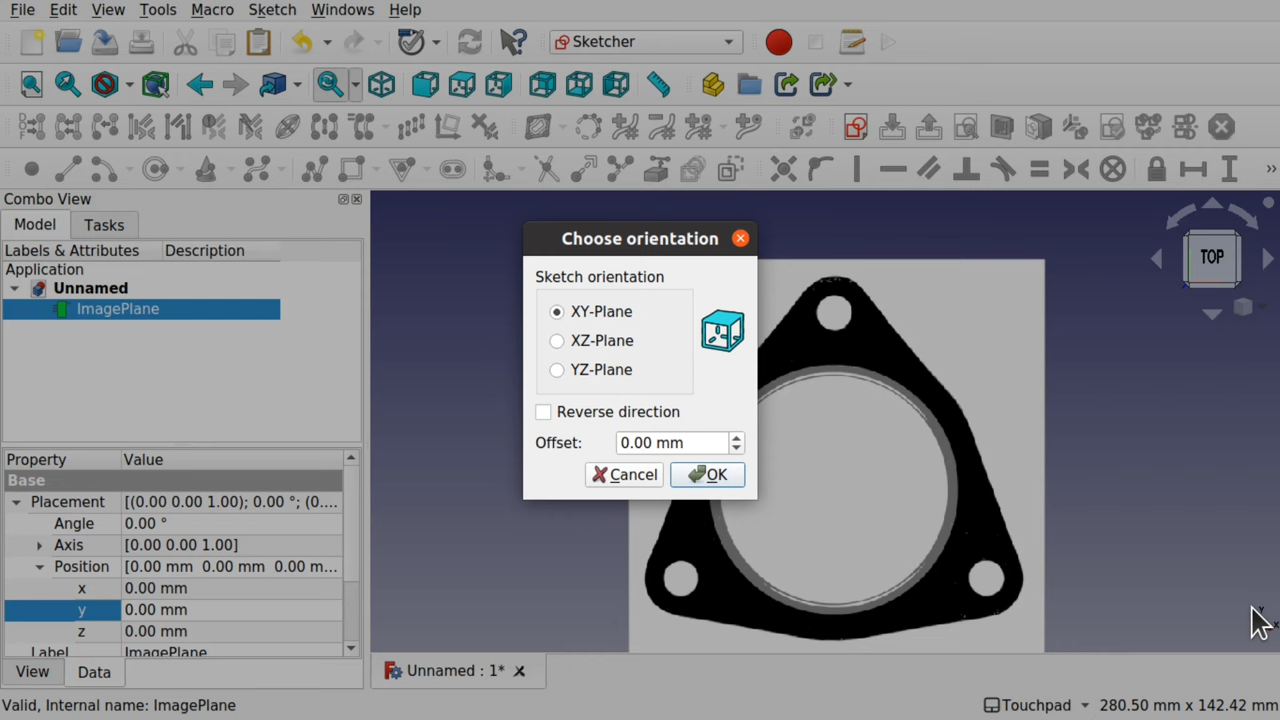 File Edit View Tools Macro Sketch Windows Help
Sketcher
Combo View
Model Tasks
Labels & Attributes Description
Application
Unnamed
ImagePlane
Choose orientation
Sketch orientation
XY-Plane
XZ-Plane
YZ-Plane
Reverse direction
Offset: 0.00 mm
Cancel OK
TOP
Property Value
Base
Placement [(0.00 0.00 1.00); 0.00 °; (0....
Angle 0.00 °
Axis [0.00 0.00 1.00]
Position [0.00 mm 0.00 mm 0.00 m...
x 0.00 mm
y 0.00 mm
z 0.00 mm
Label ImagePlane
View Data
Unnamed : 1*
Valid, Internal name: ImagePlane
Touchpad 280.50 mm x 142.42 mm